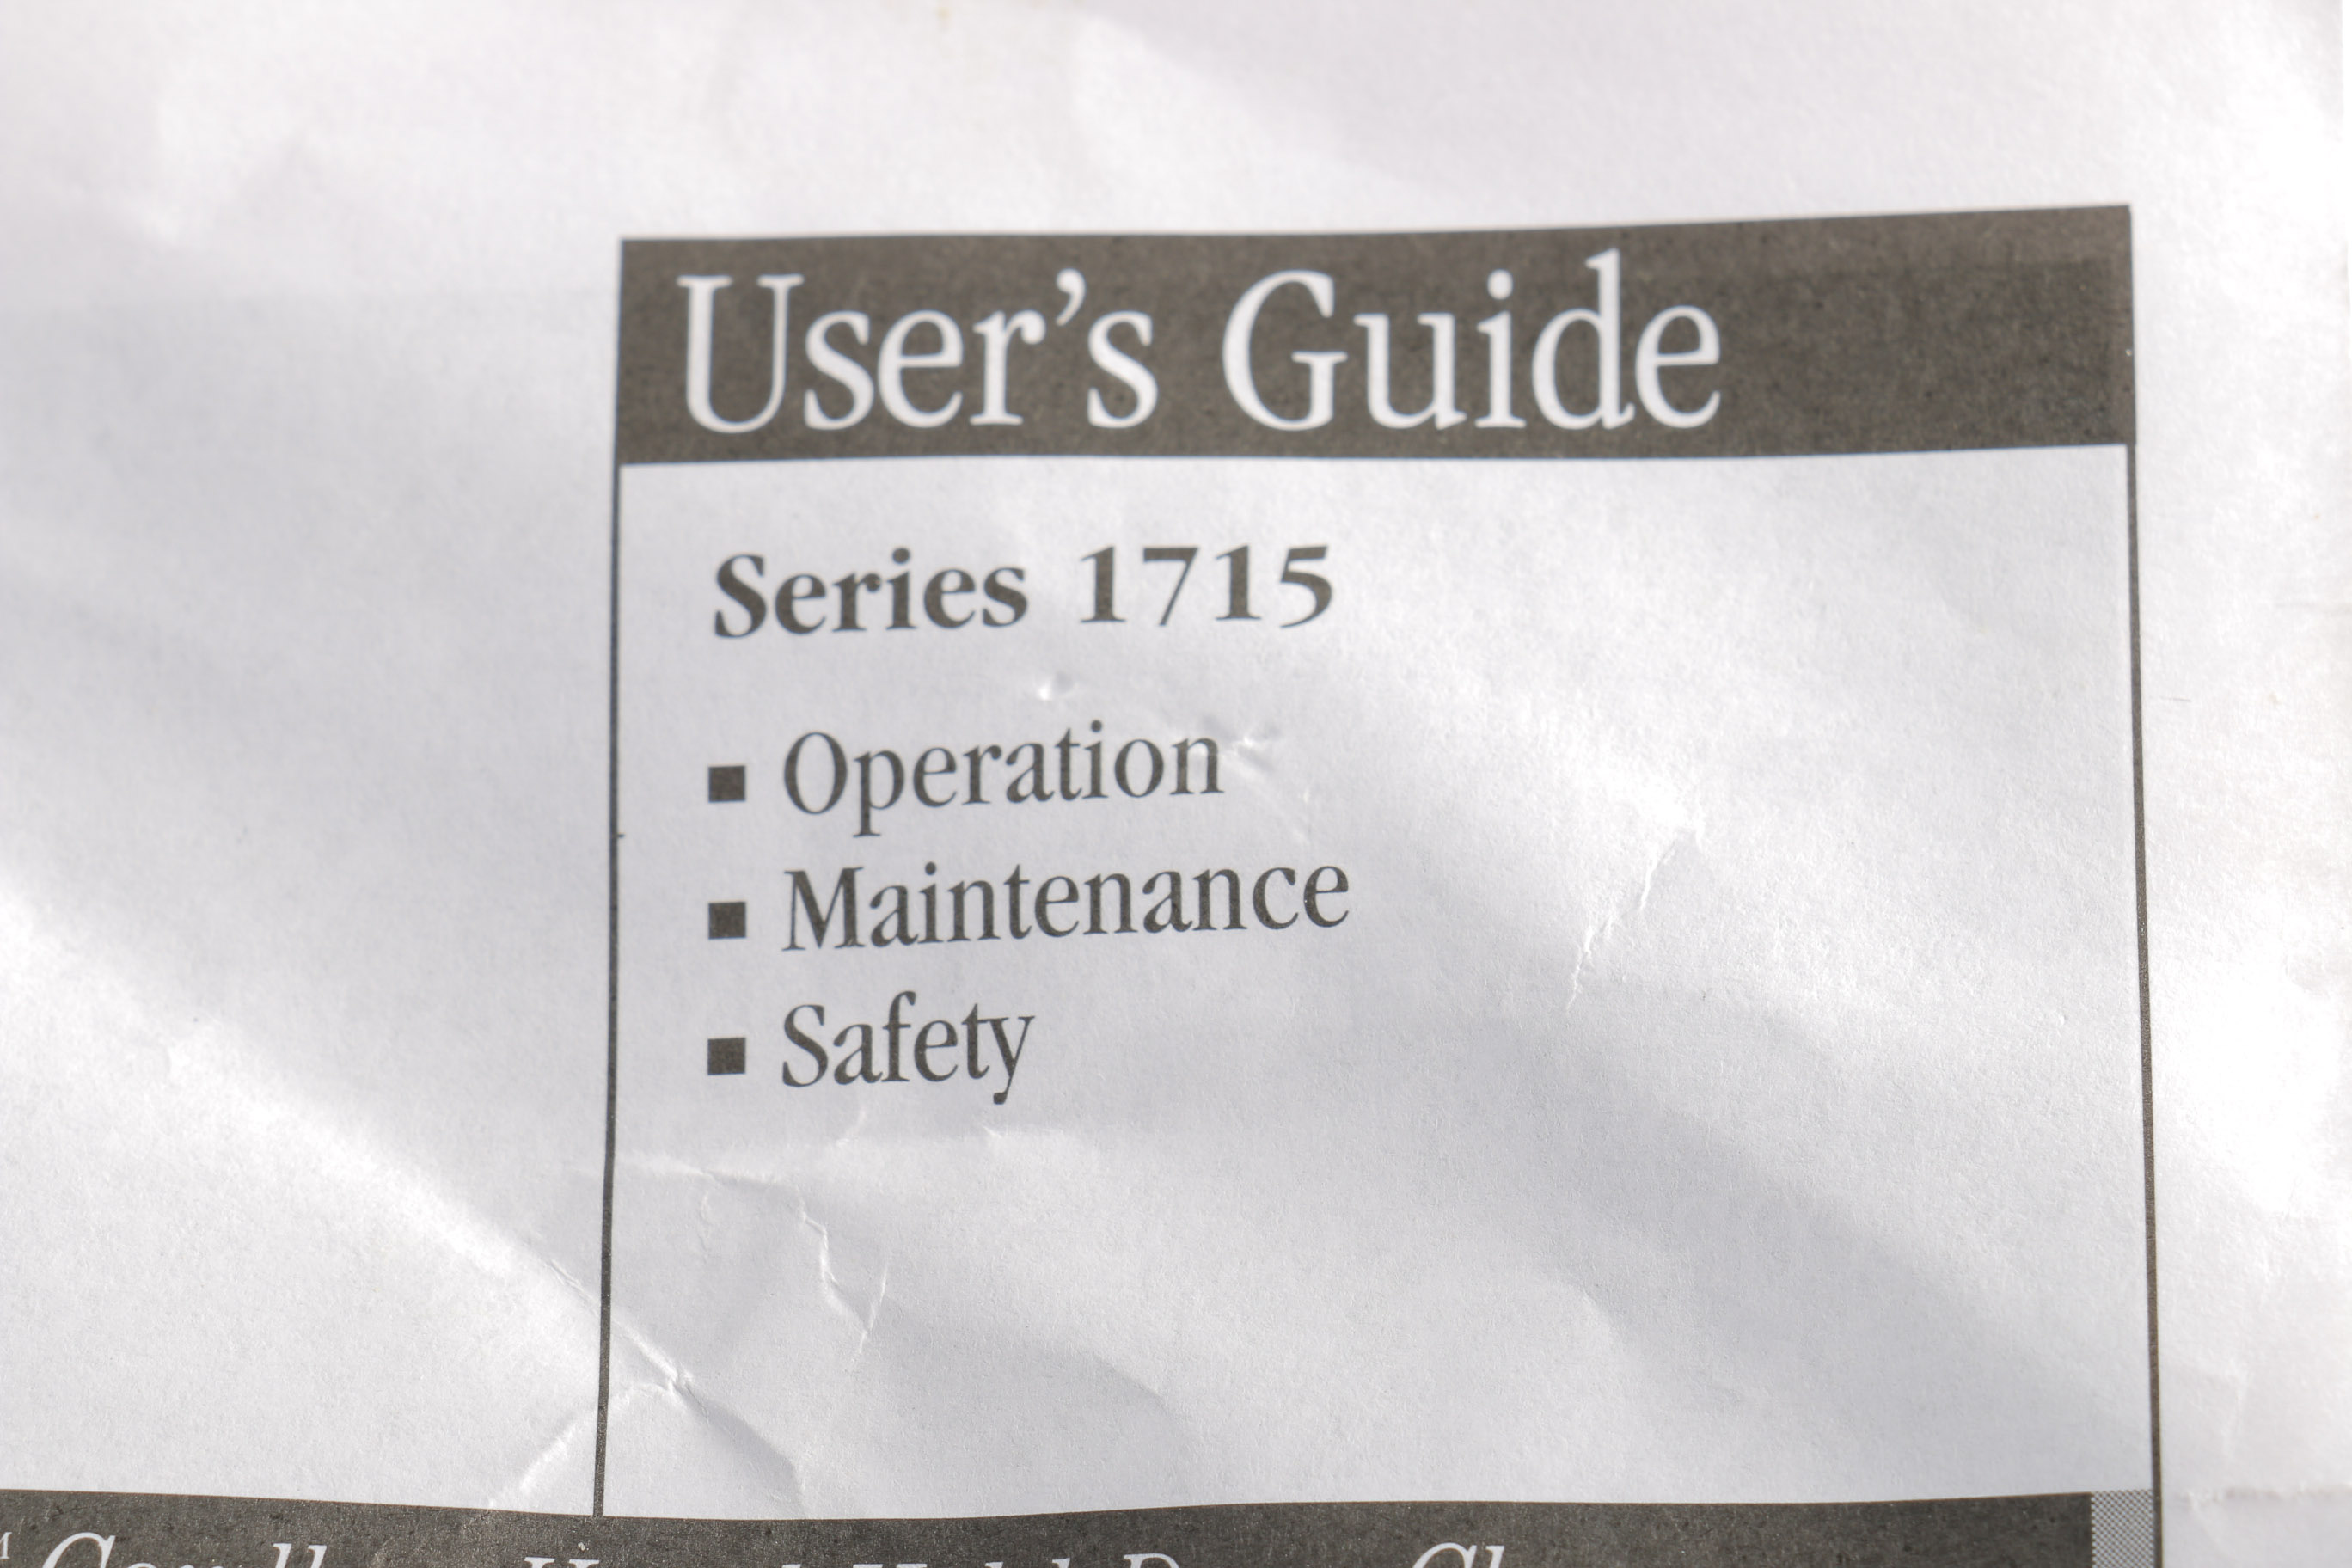 User's Guide
Series 1715
▪ Operation
▪ Maintenance
▪ Safety